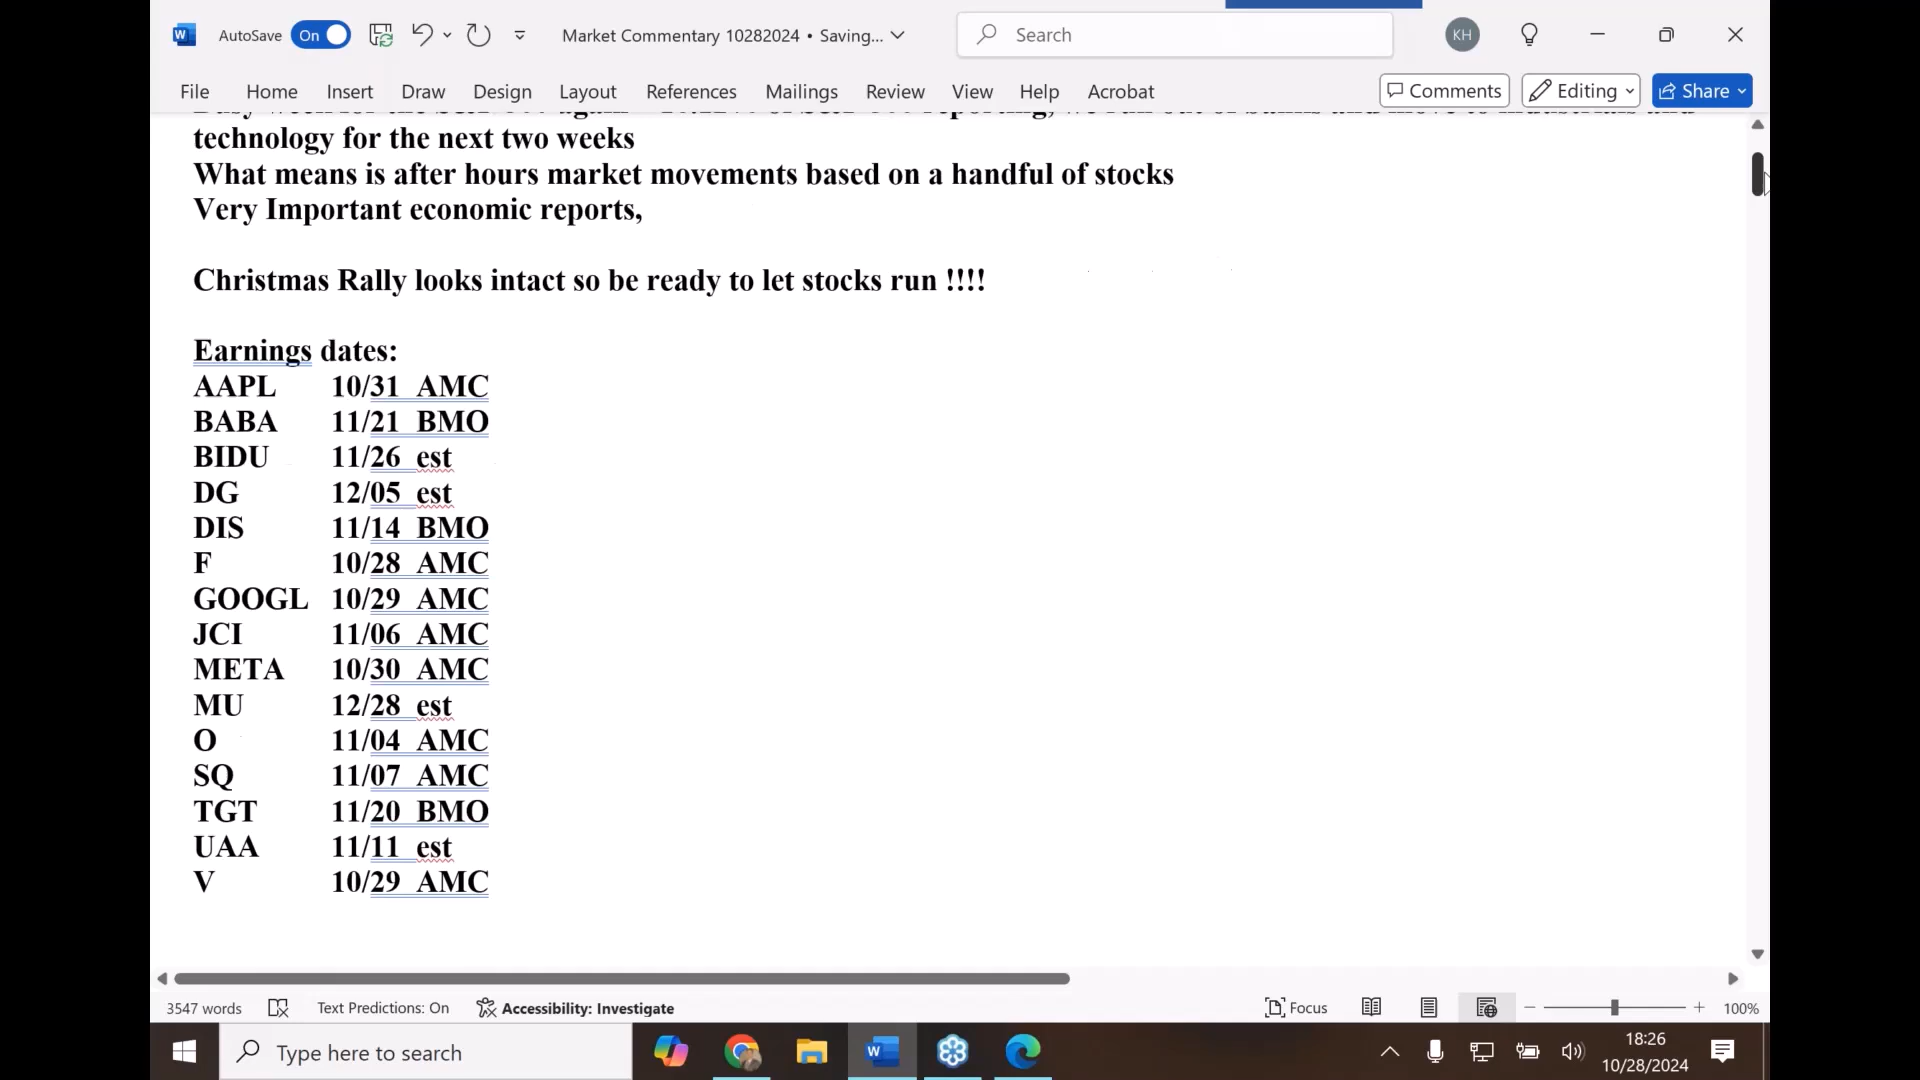 AutoSave On Market Commentary 10282024 • Saving... Search KH
File Home Insert Draw Design Layout References Mailings Review View Help Acrobat Comments Editing Share
technology for the next two weeks
What means is after hours market movements based on a handful of stocks
Very Important economic reports,
Christmas Rally looks intact so be ready to let stocks run !!!!
Earnings dates:
AAPL 10/31 AMC
BABA 11/21 BMO
BIDU 11/26 est
DG 12/05 est
DIS 11/14 BMO
F 10/28 AMC
GOOGL 10/29 AMC
JCI 11/06 AMC
META 10/30 AMC
MU 12/28 est
O 11/04 AMC
SQ 11/07 AMC
TGT 11/20 BMO
UAA 11/11 est
V 10/29 AMC
3547 words Text Predictions: On Accessibility: Investigate Focus 100%
Type here to search 18:26
10/28/2024